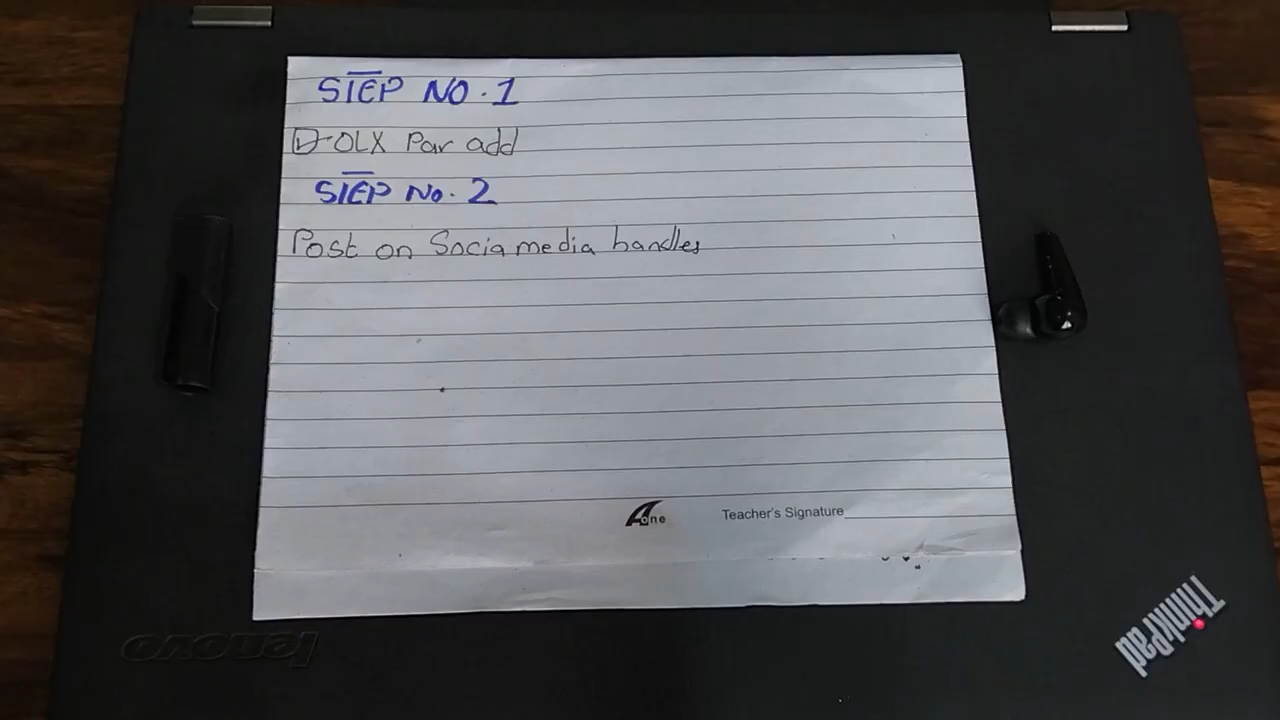 STEP NO. 1
☑ OLX Par add
STEP No. 2
Post on Socia media handles
Aone
Teacher's Signature
ThinkPad
lenovo